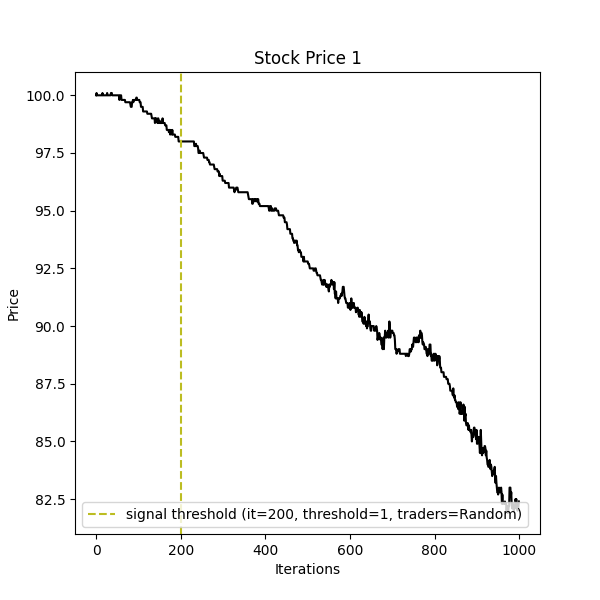 Stock Price 1
100.0
97.5
95.0
92.5
90.0
87.5
85.0
82.5
Price
signal threshold (it=200, threshold=1, traders=Random)
0 200 400 600 800 1000
Iterations